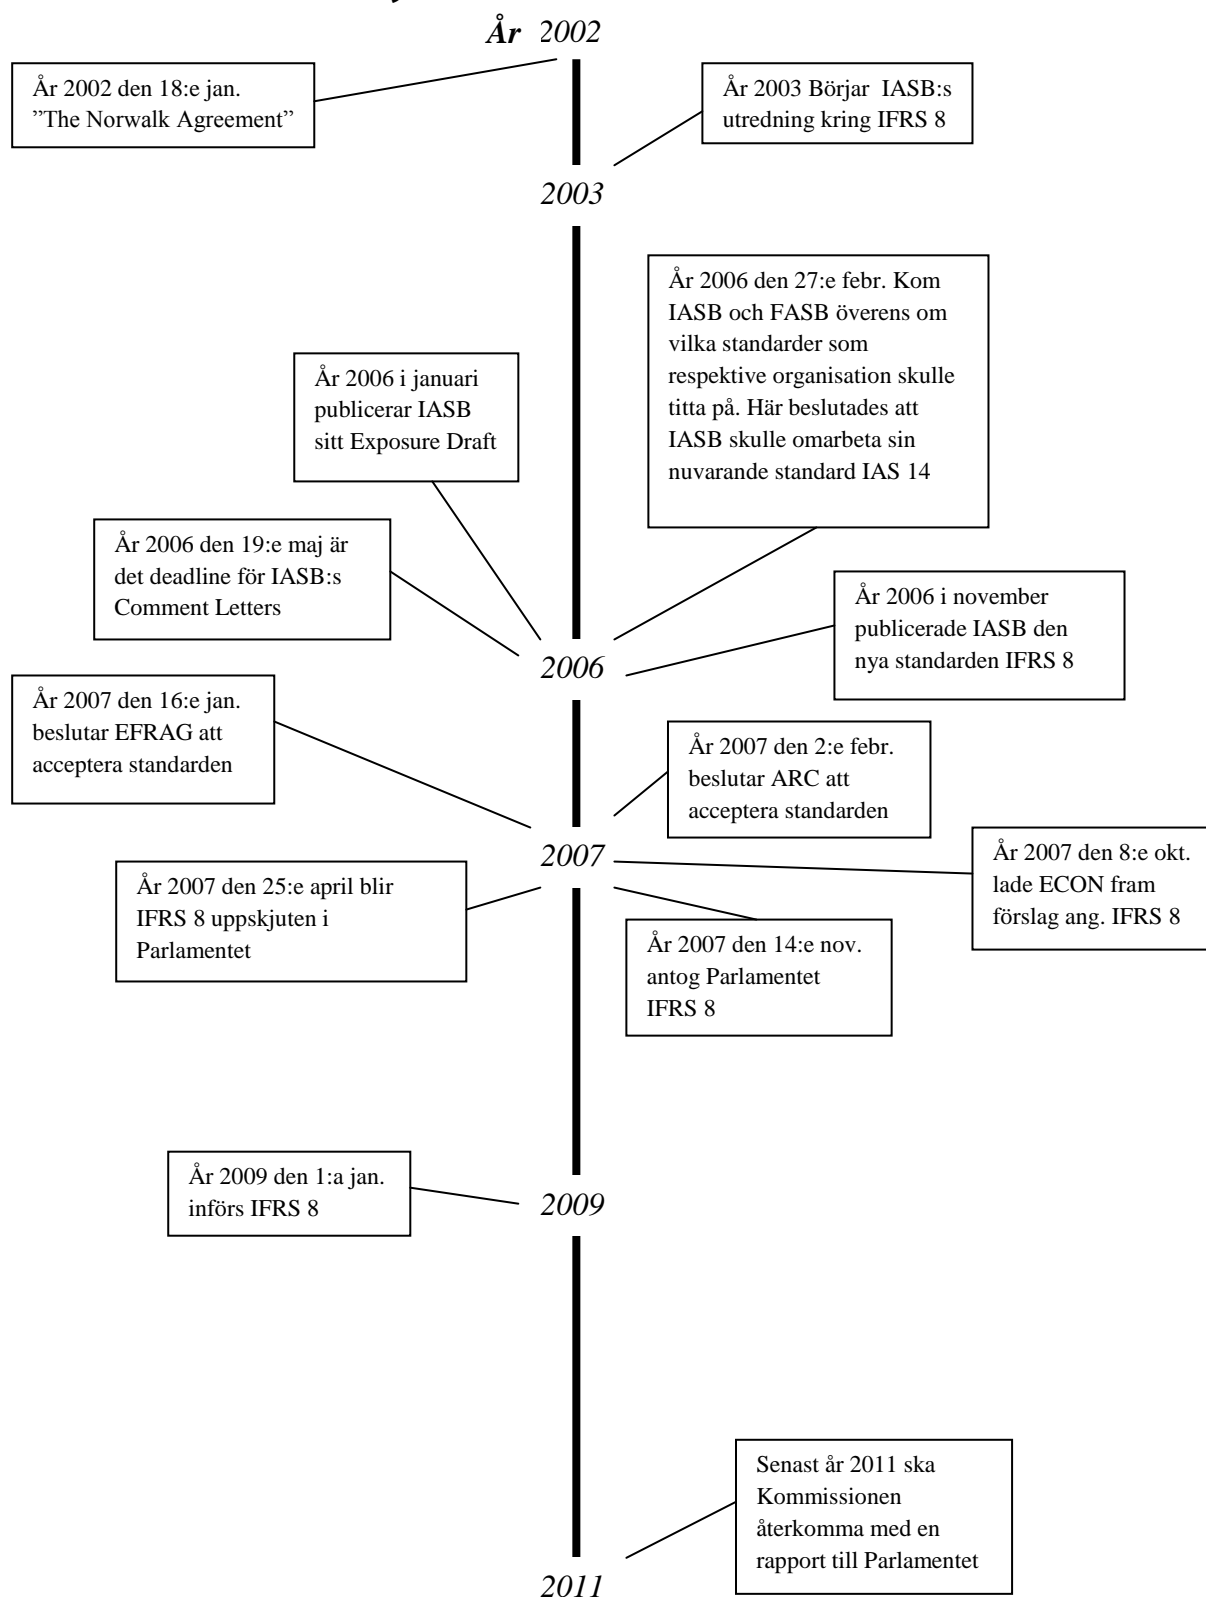 År 2002
År 2002 den 18:e jan.
”The Norwalk Agreement”
År 2003 Börjar IASB:s
utredning kring IFRS 8
2003
År 2006 den 27:e febr. Kom
IASB och FASB överens om
vilka standarder som
respektive organisation skulle
titta på. Här beslutades att
IASB skulle omarbeta sin
nuvarande standard IAS 14
År 2006 i januari
publicerar IASB
sitt Exposure Draft
År 2006 den 19:e maj är
det deadline för IASB:s
Comment Letters
År 2006 i november
publicerade IASB den
nya standarden IFRS 8
2006
År 2007 den 16:e jan.
beslutar EFRAG att
acceptera standarden
År 2007 den 2:e febr.
beslutar ARC att
acceptera standarden
2007
År 2007 den 8:e okt.
lade ECON fram
förslag ang. IFRS 8
År 2007 den 25:e april blir
IFRS 8 uppskjuten i
Parlamentet
År 2007 den 14:e nov.
antog Parlamentet
IFRS 8
År 2009 den 1:a jan.
införs IFRS 8
2009
Senast år 2011 ska
Kommissionen
återkomma med en
rapport till Parlamentet
2011